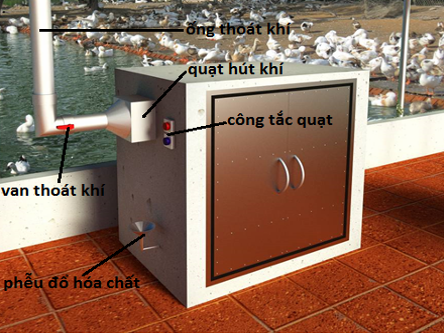 ống thoát khí
quạt hút khí
công tắc quạt
van thoát khí
phễu đổ hóa chất